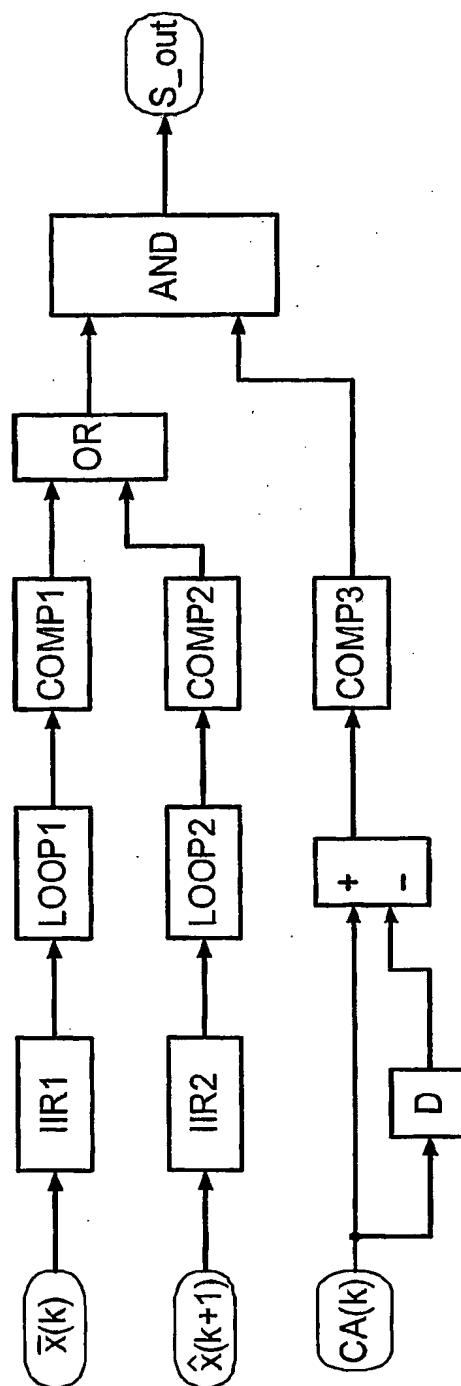 x̄(k)
IIR1
LOOP1
COMP1
OR
AND
S_out
x̂(k+1)
IIR2
LOOP2
COMP2
CA(k)
D
+
−
COMP3